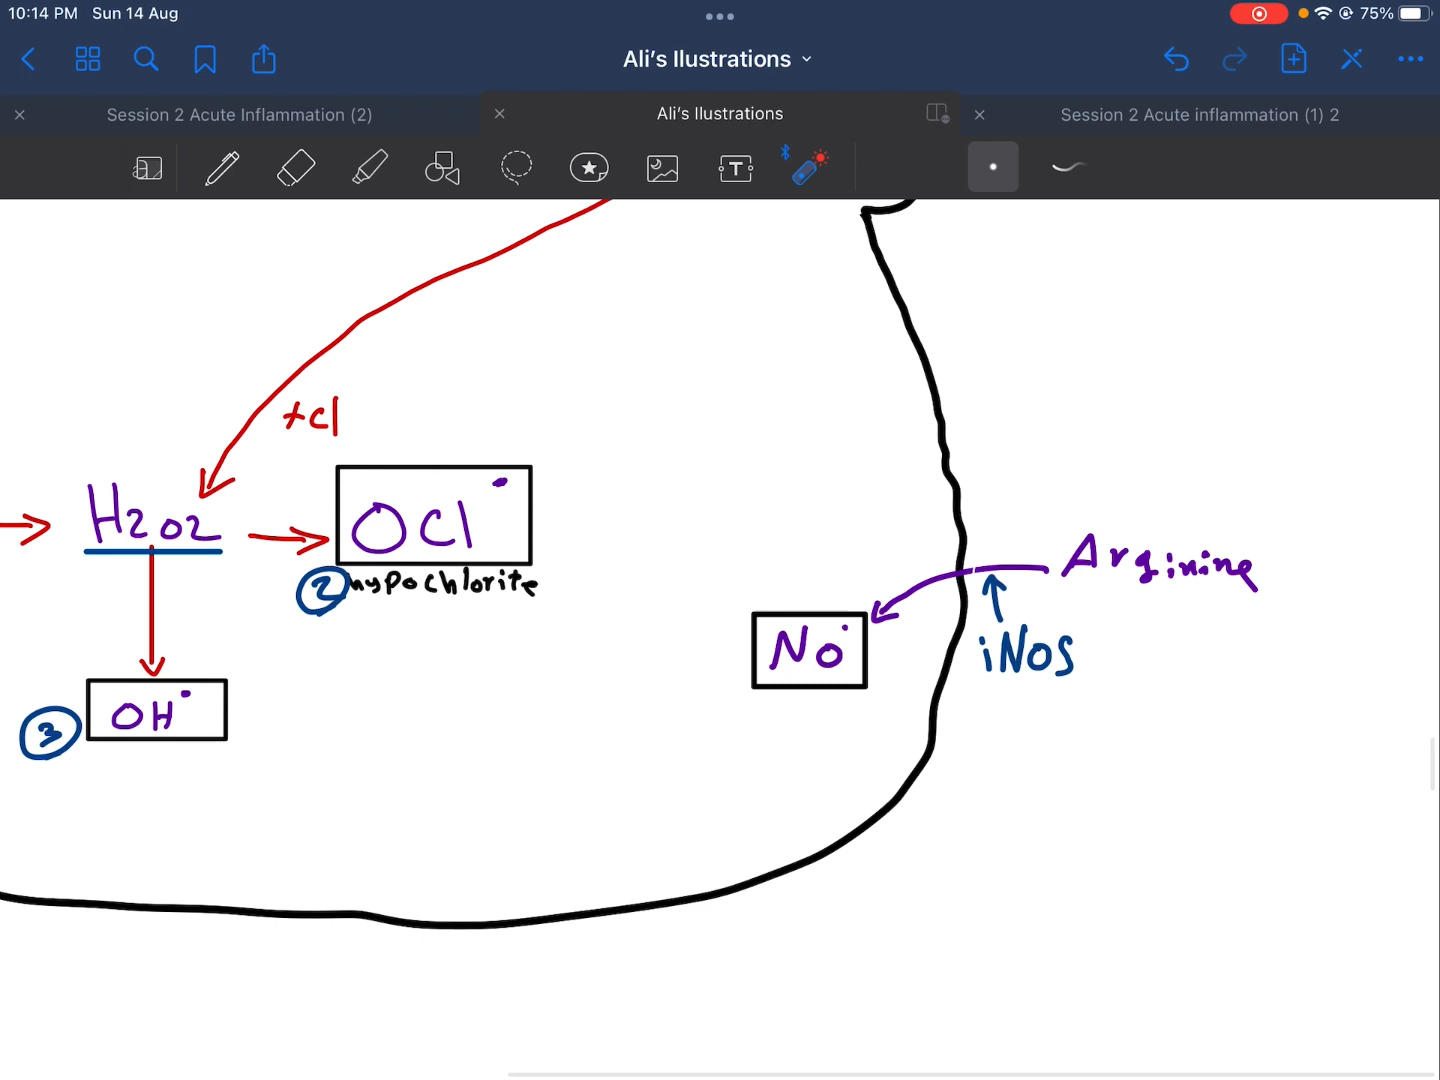 10:14 PM Sun 14 Aug
75%
Ali's Ilustrations
Session 2 Acute Inflammation (2)
Ali's Ilustrations
Session 2 Acute inflammation (1) 2
+cl
H2O2
OCl•
2
hypochlorite
Arginine
NO•
iNOS
OH•
3